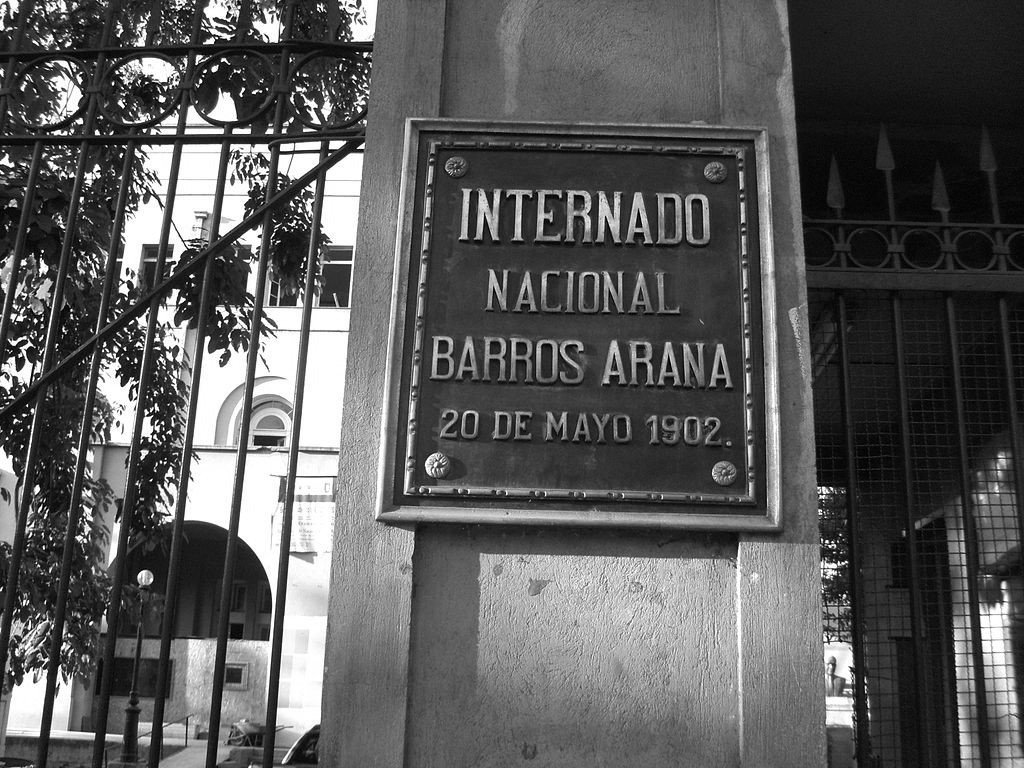 INTERNADO
NACIONAL
BARROS ARANA
20 DE MAYO 1902.